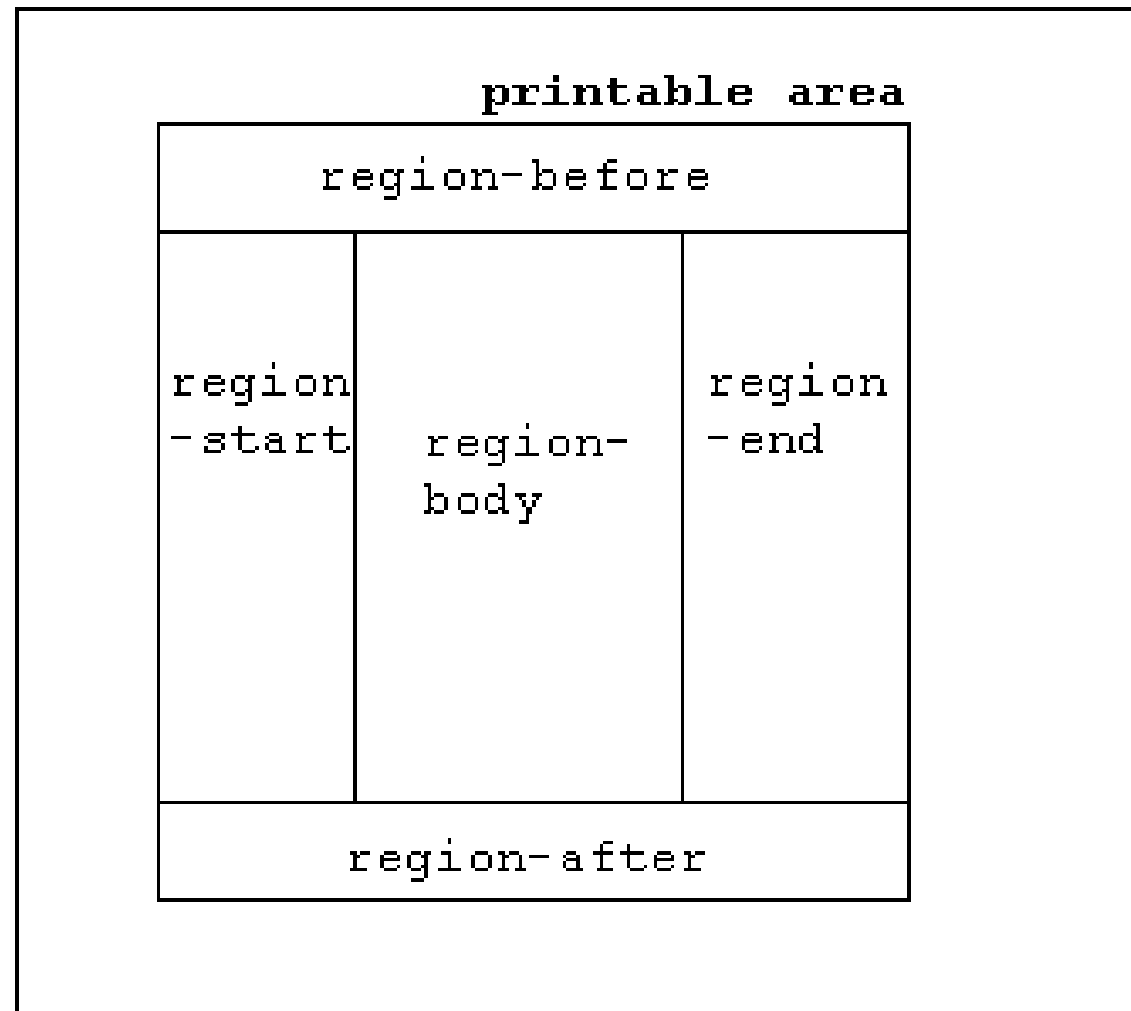 printable area
region-before
region
-start
region-
body
region
-end
region-after